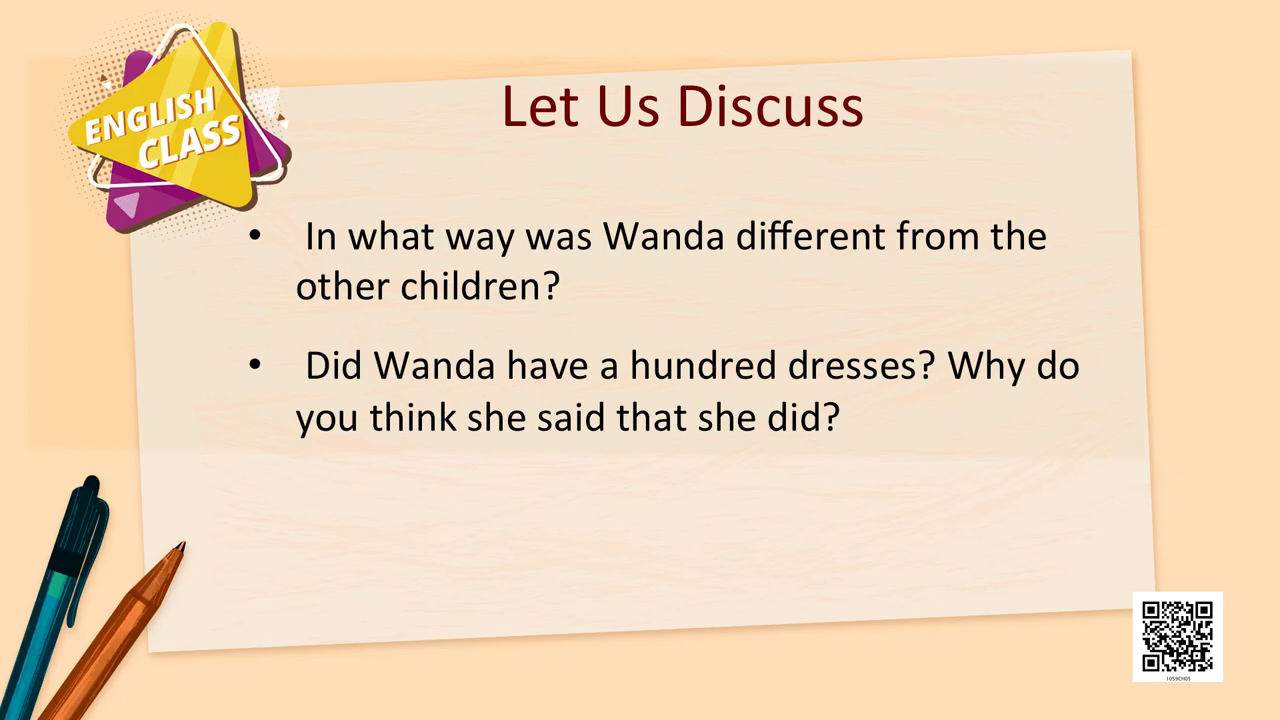 ENGLISH
CLASS
Let Us Discuss
• In what way was Wanda different from the
other children?
• Did Wanda have a hundred dresses? Why do
you think she said that she did?
1059CH05